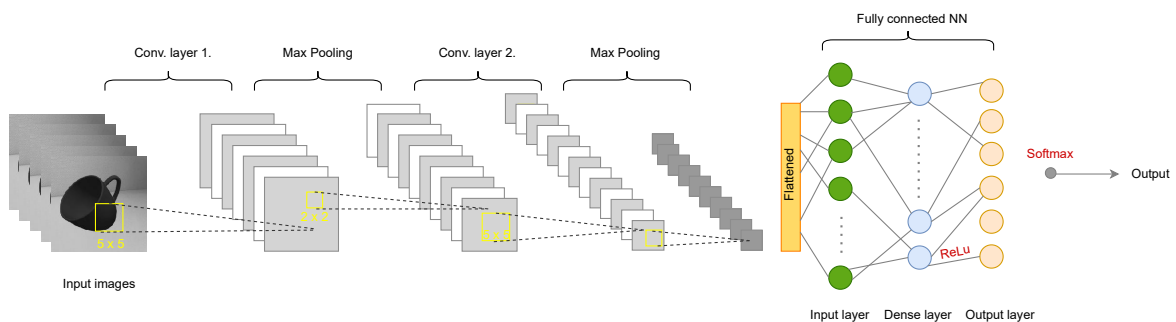 Fully connected NN
Conv. layer 1.
Max Pooling
Conv. layer 2.
Max Pooling
Flattened
Softmax
Output
2 x 2
5 x 5
5 x 5
ReLu
Input images
Input layer
Dense layer
Output layer